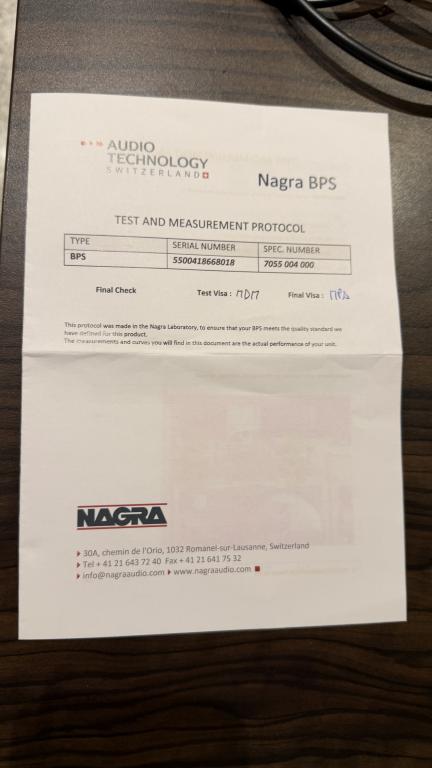 AUDIO
TECHNOLOGY
SWITZERLAND
Nagra BPS
TEST AND MEASUREMENT PROTOCOL
TYPE SERIAL NUMBER SPEC. NUMBER
BPS 5500418668018 7055 004 000
Final Check Test Visa : MDM Final Visa :
This protocol was made in the Nagra Laboratory, to ensure that your BPS meets the quality standard we
have defined for this product.
The measurements and curves you will find in this document are the actual performance of your unit.
NAGRA
30A, chemin de l'Orio, 1032 Romanel-sur-Lausanne, Switzerland
Tel + 41 21 643 72 40 Fax + 41 21 641 75 32
info@nagraaudio.com www.nagraaudio.com